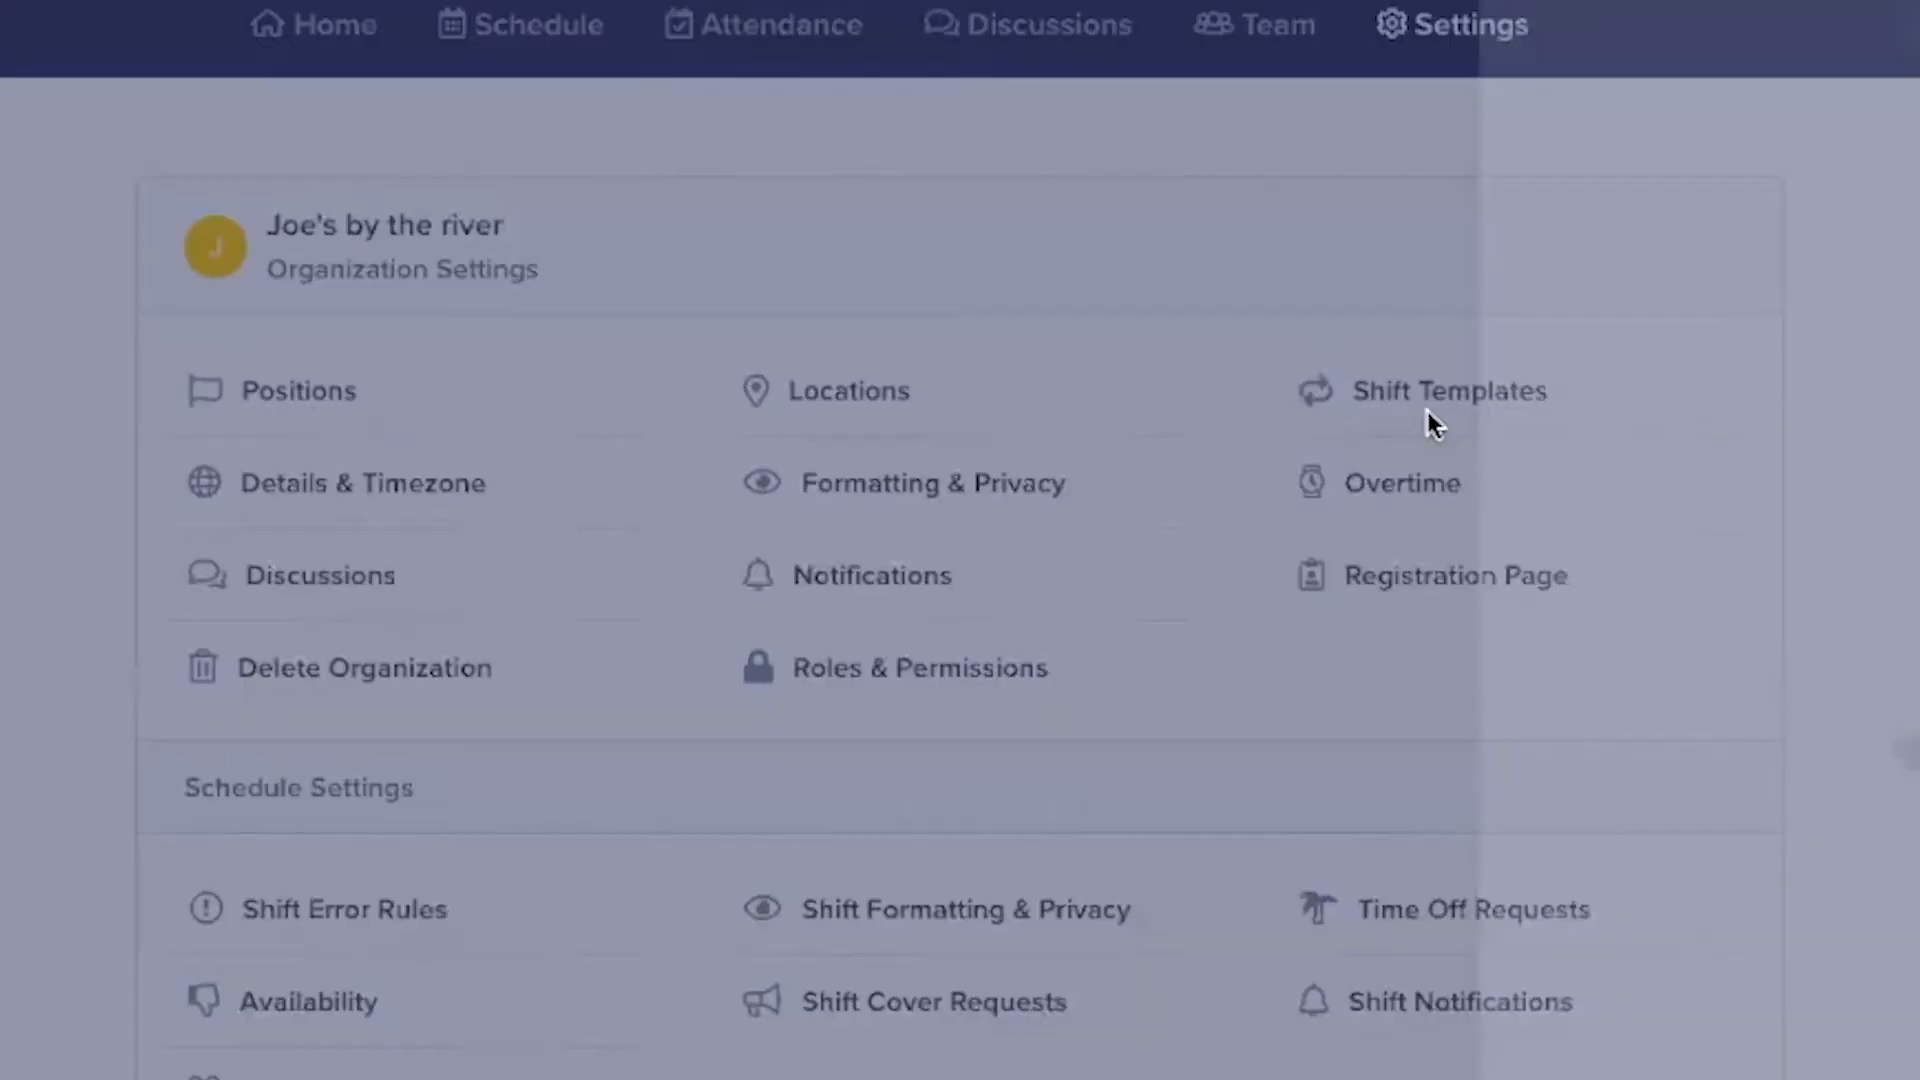 Home Schedule Attendance Discussions Team Settings
J
Joe's by the river
Organization Settings
Positions Locations Shift Templates
Details & Timezone Formatting & Privacy Overtime
Discussions Notifications Registration Page
Delete Organization Roles & Permissions
Schedule Settings
Shift Error Rules Shift Formatting & Privacy Time Off Requests
Availability Shift Cover Requests Shift Notifications